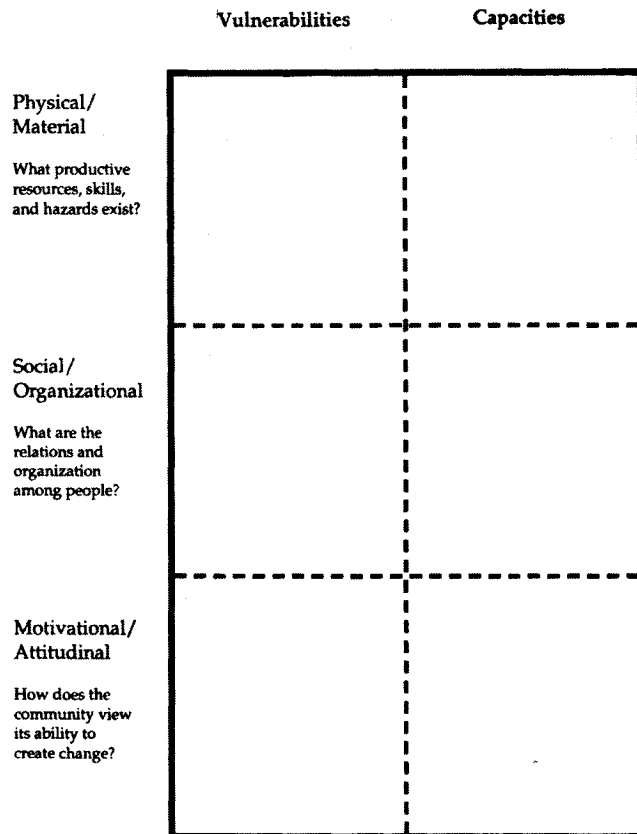 Vulnerabilities Capacities
Physical/
Material
What productive
resources, skills,
and hazards exist?
Social/
Organizational
What are the
relations and
organization
among people?
Motivational/
Attitudinal
How does the
community view
its ability to
create change?